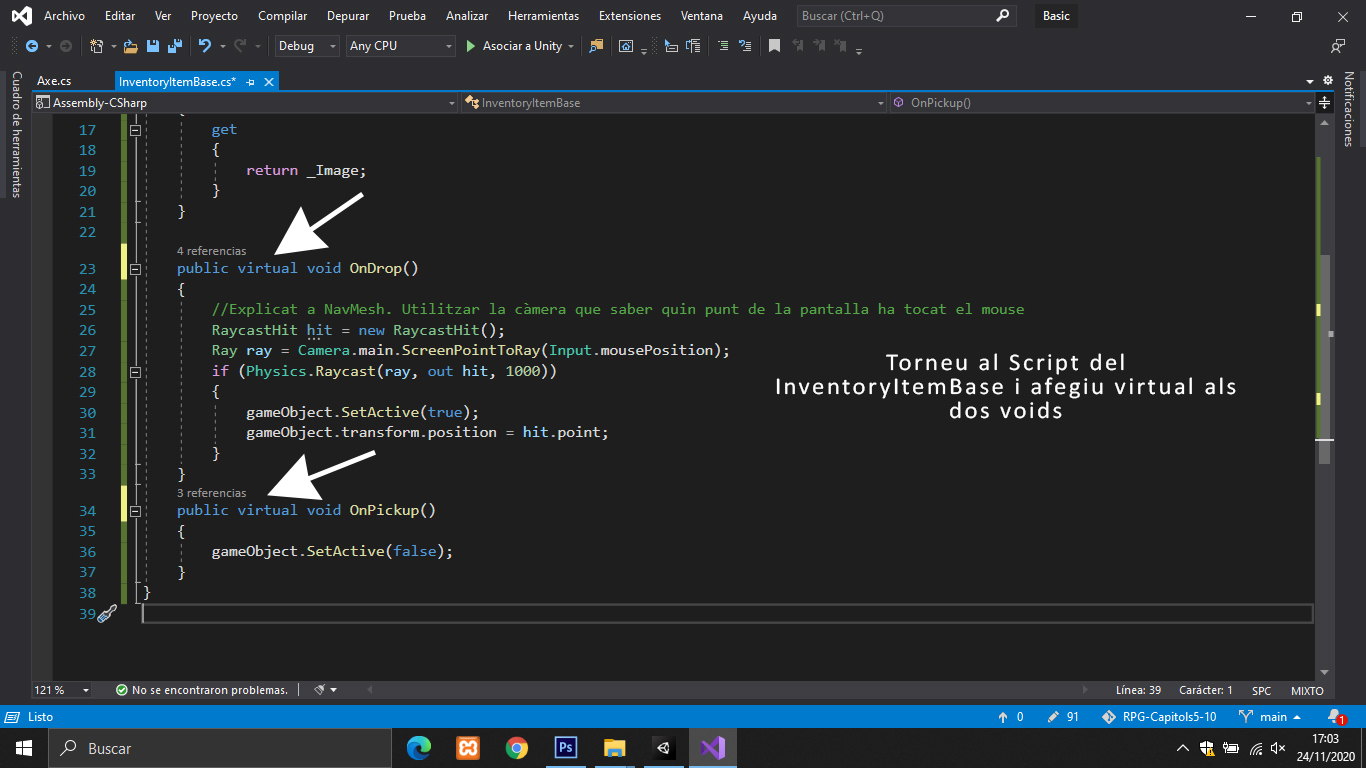 Archivo Editar Ver Proyecto Compilar Depurar Prueba Analizar Herramientas Extensiones Ventana Ayuda Buscar (Ctrl+Q) Basic
Debug Any CPU Asociar a Unity
Cuadro de herramientas
Notificaciones
Axe.cs InventoryItemBase.cs*
Assembly-CSharp InventoryItemBase OnPickup()
17 get
18 {
19 return _Image;
20 }
21 }
22
4 referencias
23 public virtual void OnDrop()
24 {
25 //Explicat a NavMesh. Utilitzar la càmera que saber quin punt de la pantalla ha tocat el mouse
26 RaycastHit hit = new RaycastHit();
27 Ray ray = Camera.main.ScreenPointToRay(Input.mousePosition);
28 if (Physics.Raycast(ray, out hit, 1000))
29 {
30 gameObject.SetActive(true);
31 gameObject.transform.position = hit.point;
32 }
33 }
3 referencias
34 public virtual void OnPickup()
35 {
36 gameObject.SetActive(false);
37 }
38 }
39
Torneu al Script del
InventoryItemBase i afegiu virtual als
dos voids
121 % No se encontraron problemas. Línea: 39 Carácter: 1 SPC MIXTO
Listo 0 91 RPG-Capitols5-10 main 1
Buscar Ps 17:03
24/11/2020